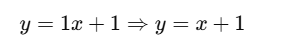 y = 1x + 1 ⇒ y = x + 1